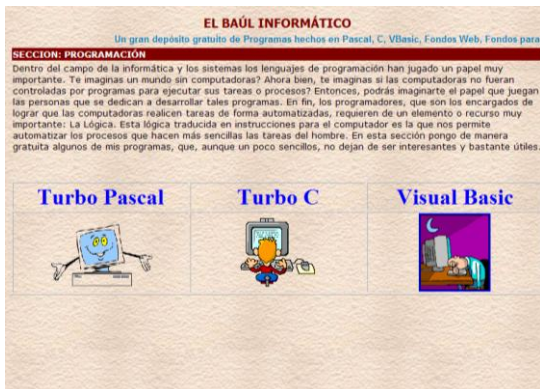 EL BAÚL INFORMÁTICO
Un gran depósito gratuito de Programas hechos en Pascal, C, VBasic, Fondos Web, Fondos para
SECCION: PROGRAMACIÓN
Dentro del campo de la informática y los sistemas los lenguajes de programación han jugado un papel muy
importante. Te imaginas un mundo sin computadoras? Ahora bien, te imaginas si las computadoras no fueran
controladas por programas para ejecutar sus tareas o procesos? Entonces, podrás imaginarte el papel que juegan
las personas que se dedican a desarrollar tales programas. En fin, los programadores, que son los encargados de
lograr que las computadoras realicen tareas de forma automatizadas, requieren de un elemento o recurso muy
importante: La Lógica. Esta lógica traducida en instrucciones para el computador es la que nos permite
automatizar los procesos que hacen más sencillas las tareas del hombre. En esta sección pongo de manera
gratuita algunos de mis programas, que, aunque un poco sencillos, no dejan de ser interesantes y bastante útiles.
Turbo Pascal
Turbo C
Visual Basic